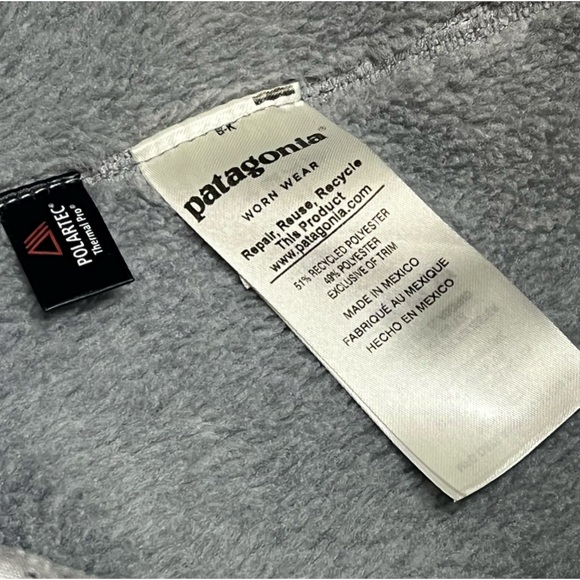 POLARTEC®
Thermal Pro®
B-K
patagonia®
WORN WEAR
Repair, Reuse, Recycle
This Product
www.patagonia.com
51% RECYCLED POLYESTER
49% POLYESTER
EXCLUSIVE OF TRIM
MADE IN MEXICO
FABRIQUÉ AU MEXIQUE
HECHO EN MEXICO